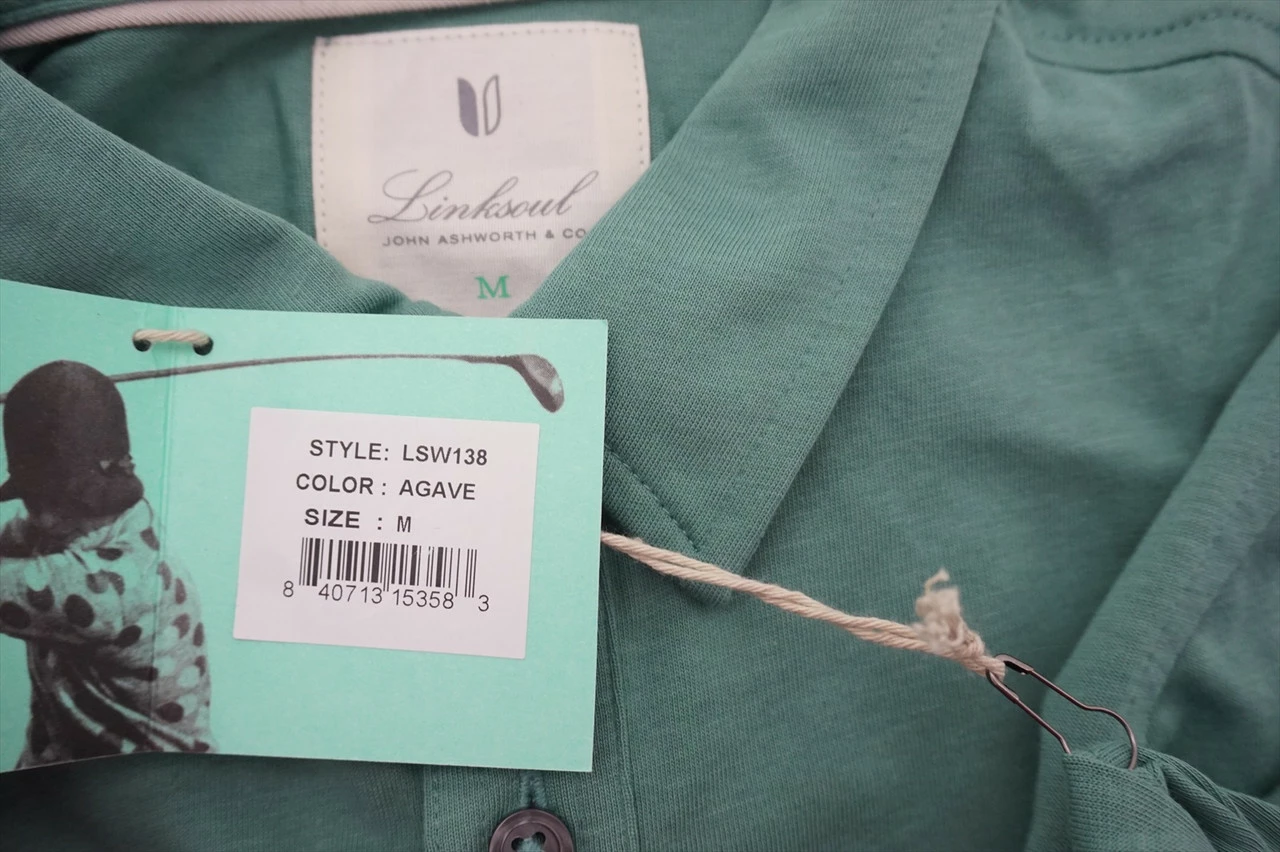 Linksoul
JOHN ASHWORTH & CO
M
STYLE: LSW138
COLOR : AGAVE
SIZE : M
8 40713 15358 3